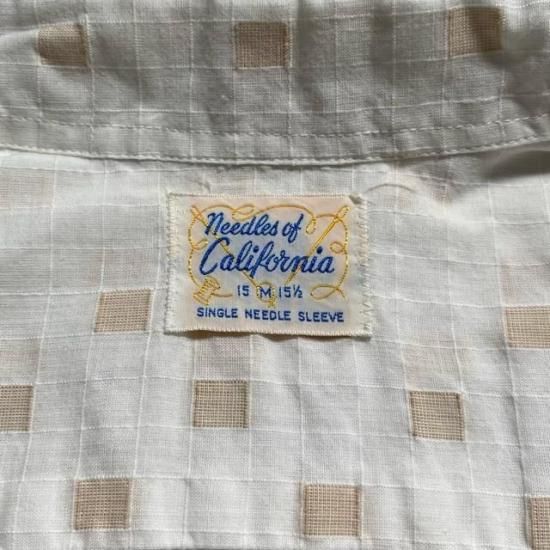 Needles of
California
15 M 15½
SINGLE NEEDLE SLEEVE